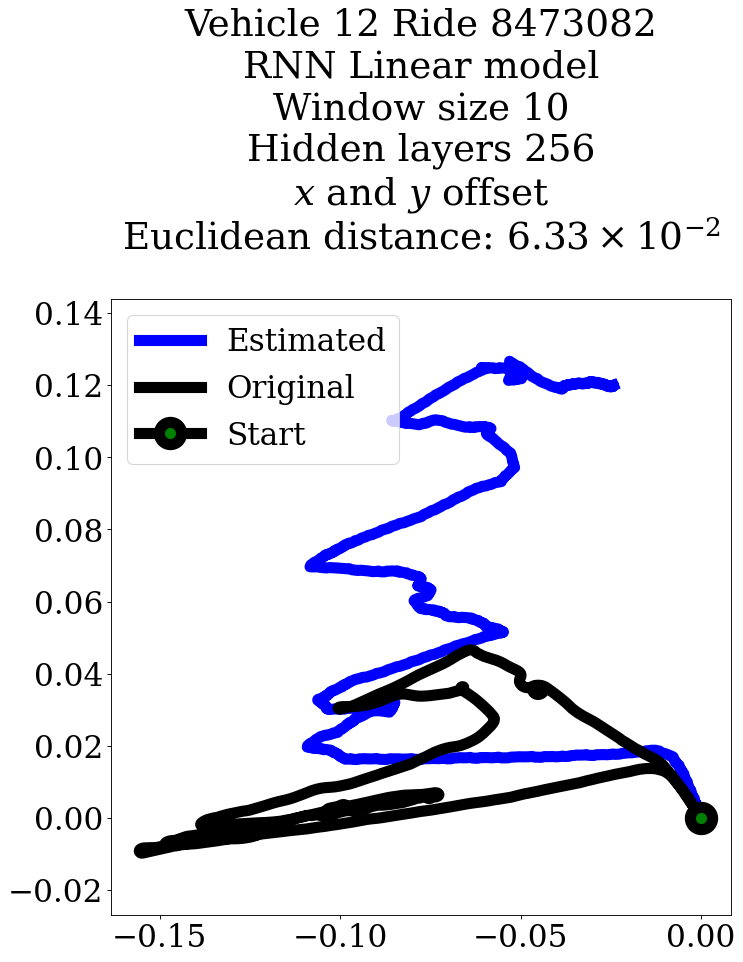 Vehicle 12 Ride 8473082
RNN Linear model
Window size 10
Hidden layers 256
x and y offset
Euclidean distance: 6.33 × 10⁻²
0.14
0.12
0.10
0.08
0.06
0.04
0.02
0.00
−0.02
Estimated
Original
Start
−0.15
−0.10
−0.05
0.00